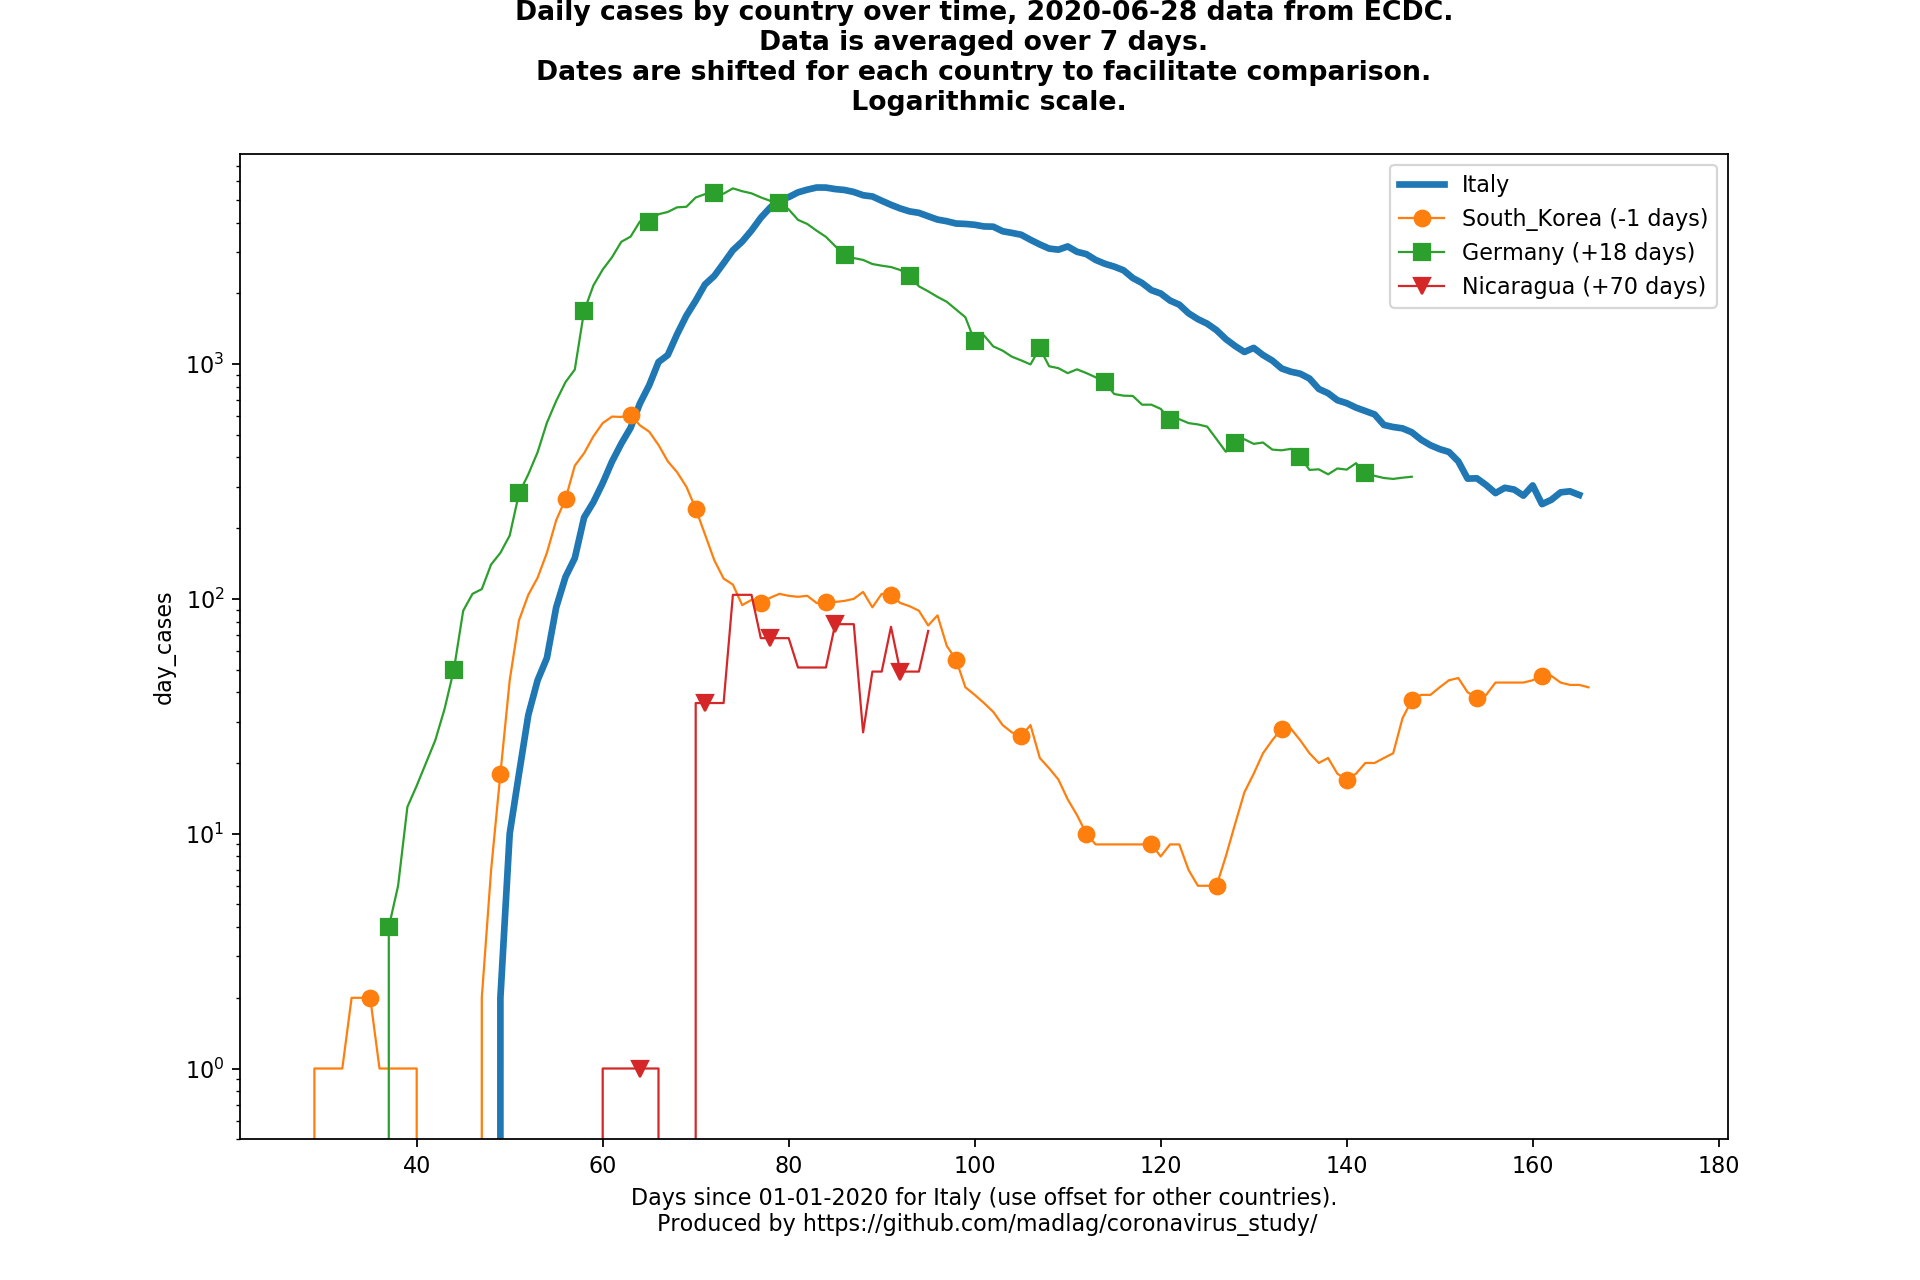 Daily cases by country over time, 2020-06-28 data from ECDC.
Data is averaged over 7 days.
Dates are shifted for each country to facilitate comparison.
Logarithmic scale.
Italy
South_Korea (-1 days)
Germany (+18 days)
Nicaragua (+70 days)
day_cases
10³
10²
10¹
10⁰
40 60 80 100 120 140 160 180
Days since 01-01-2020 for Italy (use offset for other countries).
Produced by https://github.com/madlag/coronavirus_study/